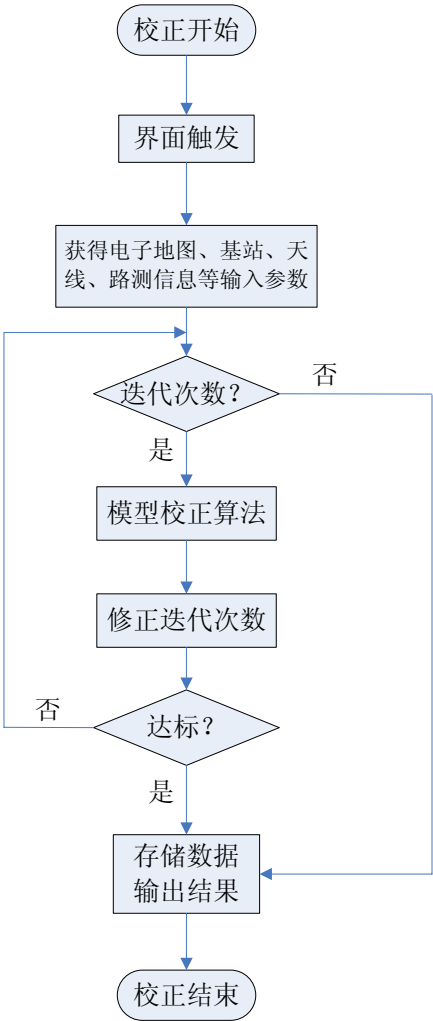 校正开始
界面触发
获得电子地图、基站、天
线、路测信息等输入参数
迭代次数?
否
是
模型校正算法
修正迭代次数
达标?
否
是
存储数据
输出结果
校正结束